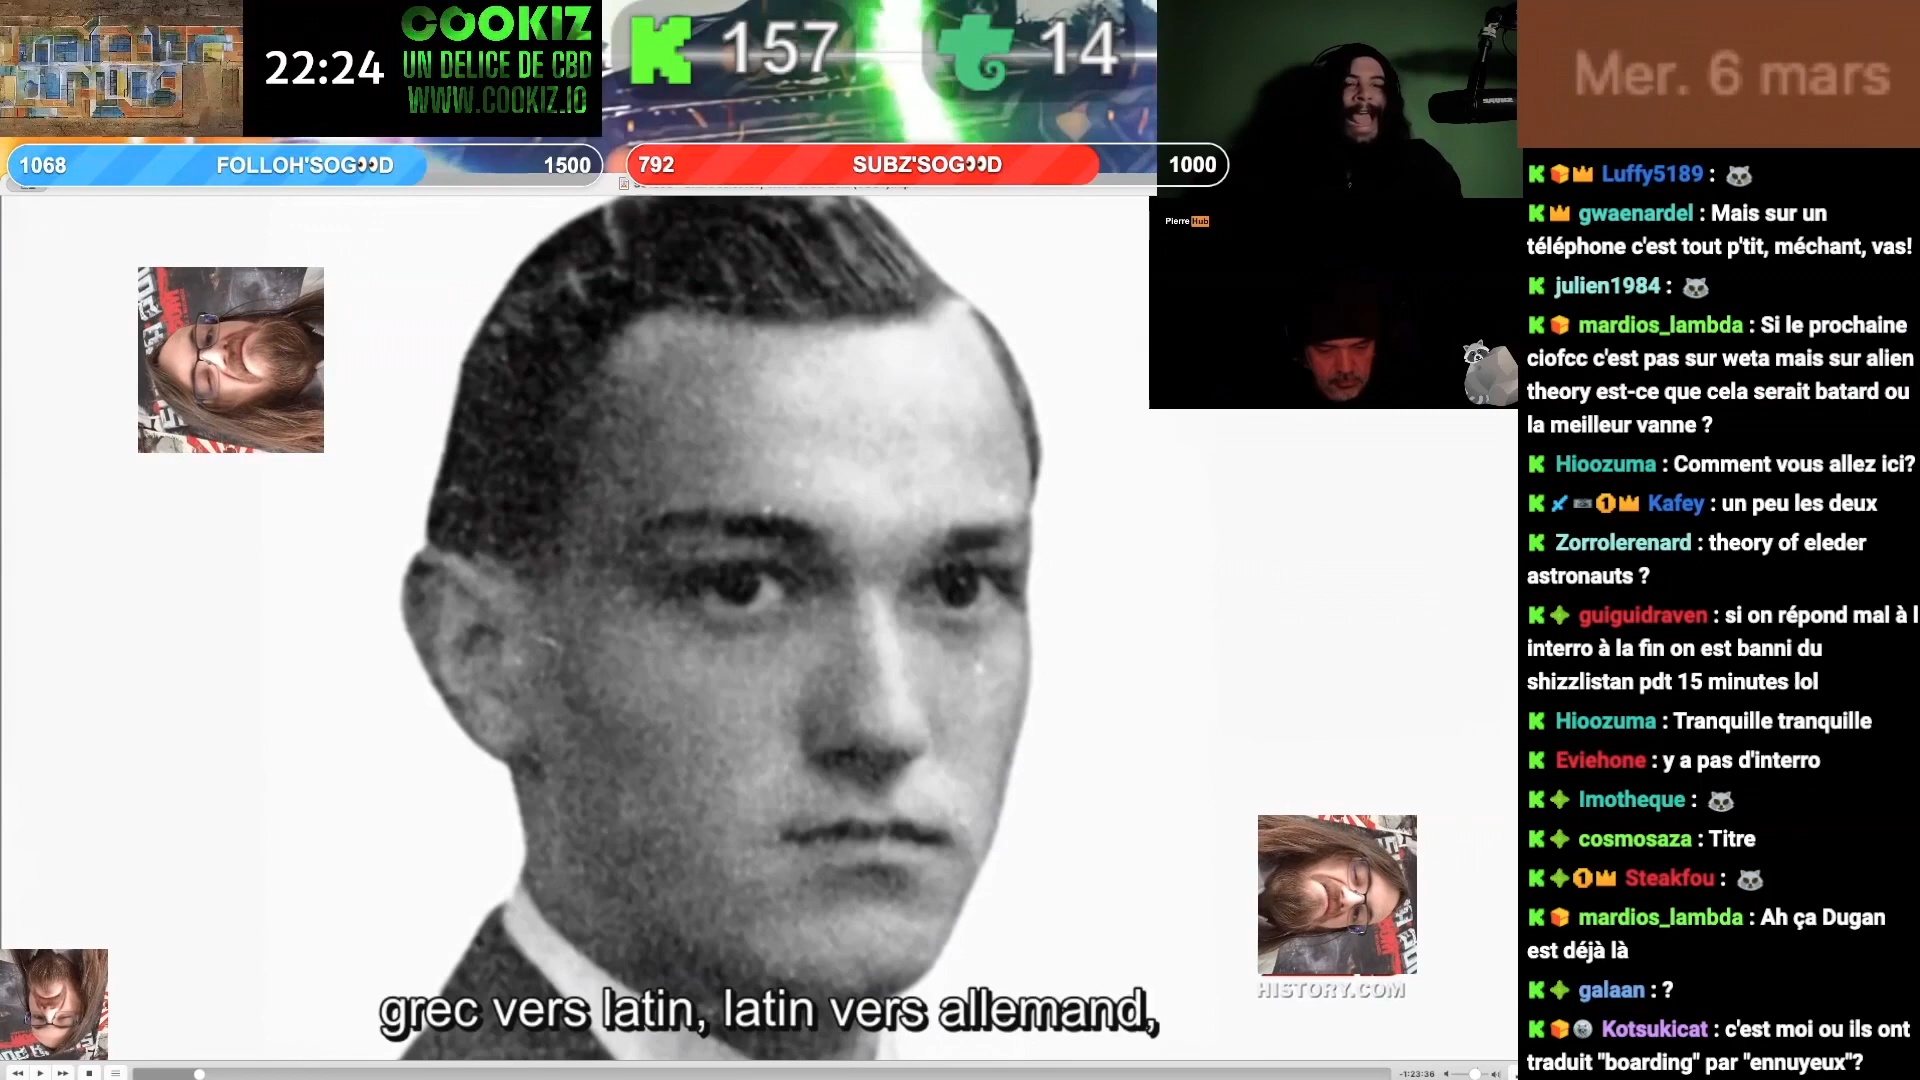 22:24
COOKIZ
UN DELICE DE CBD
WWW.COOKIZ.IO
157
14
Mer. 6 mars
1068 FOLLOH'SOG👀D 1500
792 SUBZ'SOG👀D 1000
Pierre Hub
Luffy5189 :
gwaenardel : Mais sur un
téléphone c'est tout p'tit, méchant, vas!
julien1984 :
mardios_lambda : Si le prochaine
ciofcc c'est pas sur weta mais sur alien
theory est-ce que cela serait batard ou
la meilleur vanne ?
Hioozuma : Comment vous allez ici?
Kafey : un peu les deux
Zorrolerenard : theory of eleder
astronauts ?
guiguidraven : si on répond mal à l
interro à la fin on est banni du
shizzlistan pdt 15 minutes lol
Hioozuma : Tranquille tranquille
Eviehone : y a pas d'interro
Imotheque :
cosmosaza : Titre
Steakfou :
mardios_lambda : Ah ça Dugan
est déjà là
galaan : ?
Kotsukicat : c'est moi ou ils ont
traduit "boarding" par "ennuyeux"?
HISTORY.COM
grec vers latin, latin vers allemand,
-1:23:36